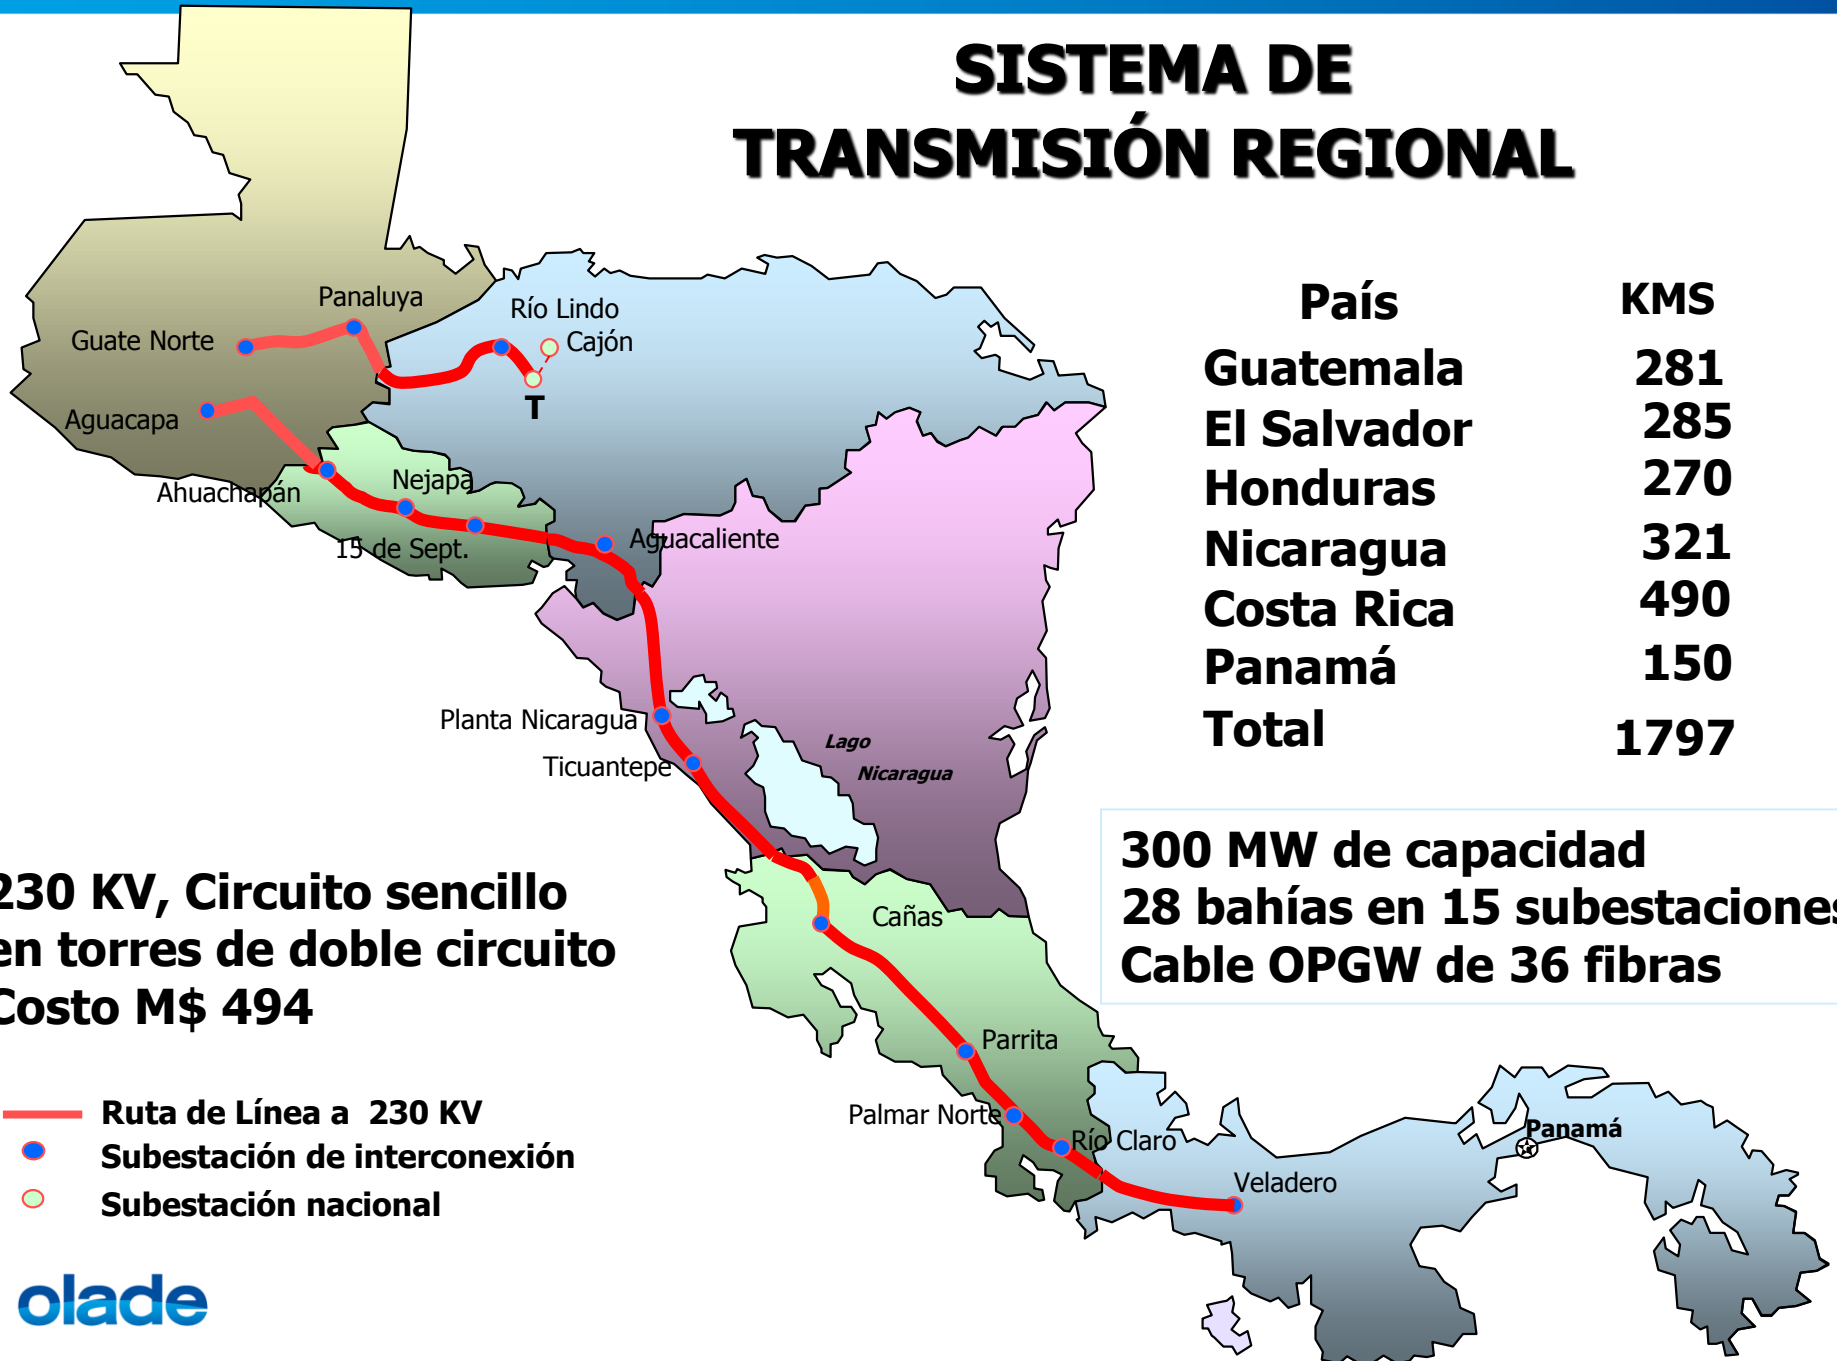 SISTEMA DE
TRANSMISIÓN REGIONAL
País KMS
Guatemala 281
El Salvador 285
Honduras 270
Nicaragua 321
Costa Rica 490
Panamá 150
Total 1797
Panaluya
Guate Norte
Río Lindo
Cajón
T
Aguacapa
Ahuachapán
Nejapa
15 de Sept.
Aguacaliente
Planta Nicaragua
Ticuantepe
Lago
Nicaragua
Cañas
Parrita
Palmar Norte
Río Claro
Veladero
Panamá
300 MW de capacidad
28 bahías en 15 subestaciones
Cable OPGW de 36 fibras
230 KV, Circuito sencillo
en torres de doble circuito
Costo M$ 494
Ruta de Línea a 230 KV
Subestación de interconexión
Subestación nacional
olade